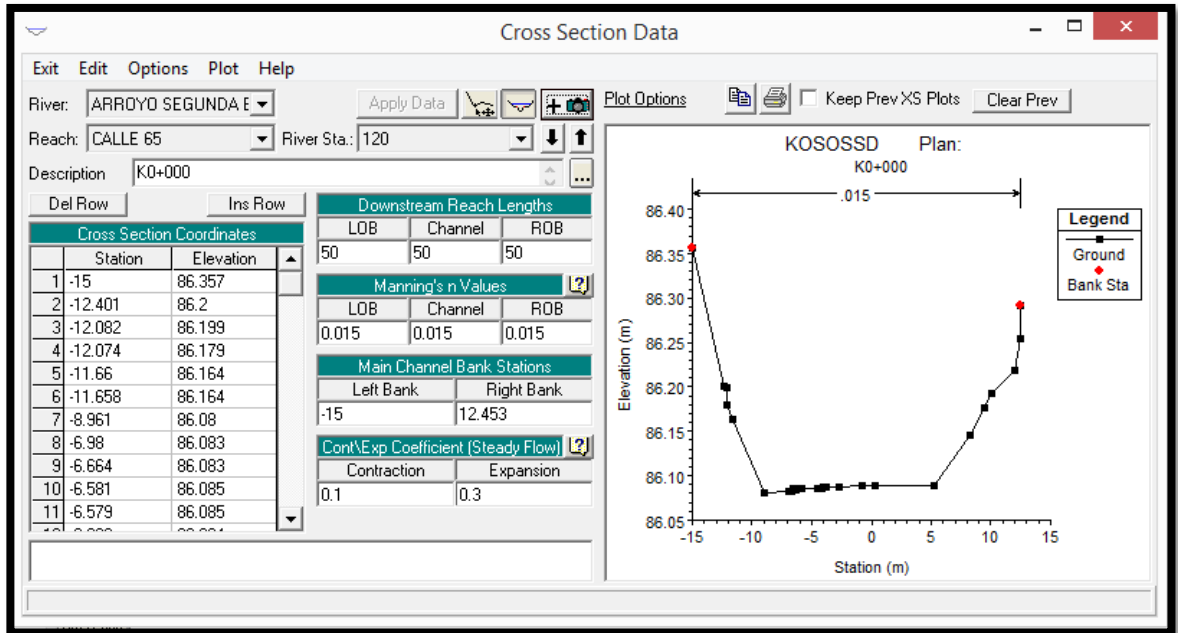 Cross Section Data
Exit Edit Options Plot Help
River: ARROYO SEGUNDA E Apply Data
Reach: CALLE 65 River Sta.: 120
Description K0+000 ...
Del Row Ins Row
Cross Section Coordinates
Station Elevation
1 -15 86.357
2 -12.401 86.2
3 -12.082 86.199
4 -12.074 86.179
5 -11.66 86.164
6 -11.658 86.164
7 -8.961 86.08
8 -6.98 86.083
9 -6.664 86.083
10 -6.581 86.085
11 -6.579 86.085
Downstream Reach Lengths
LOB Channel ROB
50 50 50
Manning's n Values
LOB Channel ROB
0.015 0.015 0.015
Main Channel Bank Stations
Left Bank Right Bank
-15 12.453
Cont\Exp Coefficient (Steady Flow)
Contraction Expansion
0.1 0.3
Plot Options Keep Prev XS Plots Clear Prev
KOSOSSD Plan:
K0+000
.015
86.40
86.35
86.30
86.25
86.20
86.15
86.10
86.05
Elevation (m)
-15 -10 -5 0 5 10 15
Station (m)
Legend
Ground
Bank Sta